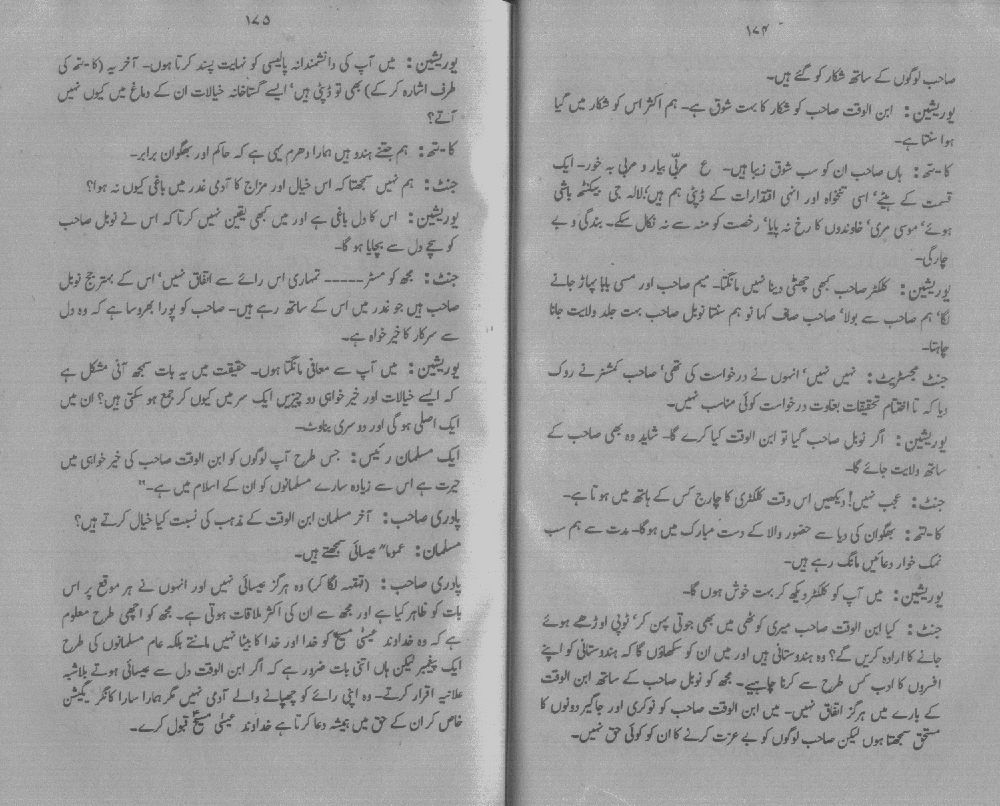 ۱۷۴
صاحب لوگوں کے ساتھ شکار کو گئے ہیں۔
یوریشین: ابن الوقت صاحب کو شکار کا بہت شوق ہے۔ ہم اکثر اس کو شکار میں گیا
ہوا سنتا ہے۔
کا۔تھ: ہاں صاحب ان کو سب شوق زیبا ہیں۔ ع مربّی بیار و مربی بہ خور۔ ایک
قسمت کے ہیٹے، اسی تنخواہ اور انہی اقتدارات کے ڈپٹی ہم ہیں؛ لالہ جی بیکنٹھ باشی
ہوئے، موسی مری، خاوندوں کا رخ نہ پایا، رخصت کو منہ سے نہ نکال سکے۔ بندگی و بے
چارگی۔
یوریشین: کلکٹر صاحب کبھی چھٹی دینا نہیں مانگتا۔ میم صاحب اور مسی بابا پہاڑ جانے
لگا، ہم صاحب سے بولا، صاحب صاف کہا نو ہم سنتا نوبل صاحب بہت جلد ولایت جانا
چاہتا۔
جنٹ مجسٹریٹ: نہیں نہیں، انہوں نے درخواست کی تھی، صاحب کمشنر نے روک
دیا کہ تا اختتام تحقیقات بغاوت درخواست کوئی مناسب نہیں۔
یوریشین: اگر نوبل صاحب گیا تو ابن الوقت کیا کرے گا۔ شاید وہ بھی صاحب کے
ساتھ ولایت جائے گا۔
جنٹ: عجب نہیں! دیکھیں اس وقت کلکٹری کا چارج کس کے ہاتھ میں ہوتا ہے۔
کا۔تھ: بھگوان کی دیا سے حضور والا کے دست مبارک میں ہوگا۔ مدت سے ہم سب
نمک خوار دعائیں مانگ رہے ہیں۔
یوریشین: میں آپ کو کلکٹر دیکھ کر بہت خوش ہوں گا۔
جنٹ: کیا ابن الوقت صاحب میری کوٹھی میں بھی جوتی پہن کر، ٹوپی اوڑھے ہوئے
جانے کا ارادہ کریں گے؟ وہ ہندوستانی ہیں اور میں ان کو سکھاؤں گا کہ ہندوستانی کو اپنے
افسروں کا ادب کس طرح سے کرنا چاہیے۔ مجھ کو نوبل صاحب کے ساتھ ابن الوقت
کے بارے میں ہرگز اتفاق نہیں۔ میں ابن الوقت صاحب کو نوکری اور جاگیر دونوں کا
مستحق سمجھتا ہوں لیکن صاحب لوگوں کو بے عزت کرنے کا ان کو کوئی حق نہیں۔
۱۷۵
یوریشین: میں آپ کی دانشمندانہ پالیسی کو نہایت پسند کرتا ہوں۔ آخر یہ (کا۔تھ کی
طرف اشارہ کر کے) بھی تو ڈپٹی ہیں، ایسے گستاخانہ خیالات ان کے دماغ میں کیوں نہیں
آتے؟
کا۔تھ: ہم جتنے ہندو ہیں ہمارا دھرم یہی ہے کہ حاکم اور بھگوان برابر۔
جنٹ: ہم نہیں سمجھتا کہ اس خیال اور مزاج کا آدمی غدر میں باغی کیوں نہ ہوا؟
یوریشین: اس کا دل باغی ہے اور میں کبھی یقین نہیں کرتا کہ اس نے نوبل صاحب
کو سچے دل سے بچایا ہو گا۔
جنٹ: مجھ کو مسٹر۔۔۔۔۔ تمہاری اس رائے سے اتفاق نہیں، اس کے بہتر جج نوبل
صاحب ہیں جو غدر میں اس کے ساتھ رہے ہیں۔ صاحب کو پورا بھروسا ہے کہ وہ دل
سے سرکار کا خیر خواہ ہے۔
یوریشین: میں آپ سے معافی مانگتا ہوں۔ حقیقت میں یہ بات سمجھ آنی مشکل ہے
کہ ایسے خیالات اور خیر خواہی دو چیزیں ایک سر میں کیوں کر جمع ہو سکتی ہیں؟ ان میں
ایک اصلی ہو گی اور دوسری بناوٹ۔
ایک مسلمان رئیس: جس طرح آپ لوگوں کو ابن الوقت صاحب کی خیر خواہی میں
حیرت ہے اس سے زیادہ سارے مسلمانوں کو ان کے اسلام میں ہے۔"
پادری صاحب: آخر مسلمان ابن الوقت کے مذہب کی نسبت کیا خیال کرتے ہیں؟
مسلمان: عموماً عیسائی سمجھتے ہیں۔
پادری صاحب: (قہقہہ لگا کر) وہ ہرگز عیسائی نہیں اور انہوں نے ہر موقع پر اس
بات کو ظاہر کیا ہے اور مجھ سے ان کی اکثر ملاقات ہوتی ہے۔ مجھ کو اچھی طرح معلوم
ہے کہ وہ خداوند عیسیٰ مسیح کو خدا اور خدا کا بیٹا نہیں مانتے بلکہ عام مسلمانوں کی طرح
ایک پیغمبر لیکن ہاں اتنی بات ضرور ہے کہ اگر ابن الوقت دل سے عیسائی ہوتے بلاشبہ
علانیہ اقرار کرتے۔ وہ اپنی رائے کو چھپانے والے آدمی نہیں مگر ہمارا سارا کانگریگیشن
خاص کر ان کے حق میں ہمیشہ دعا کرتا ہے خداوند عیسیٰ مسیح قبول کرے۔